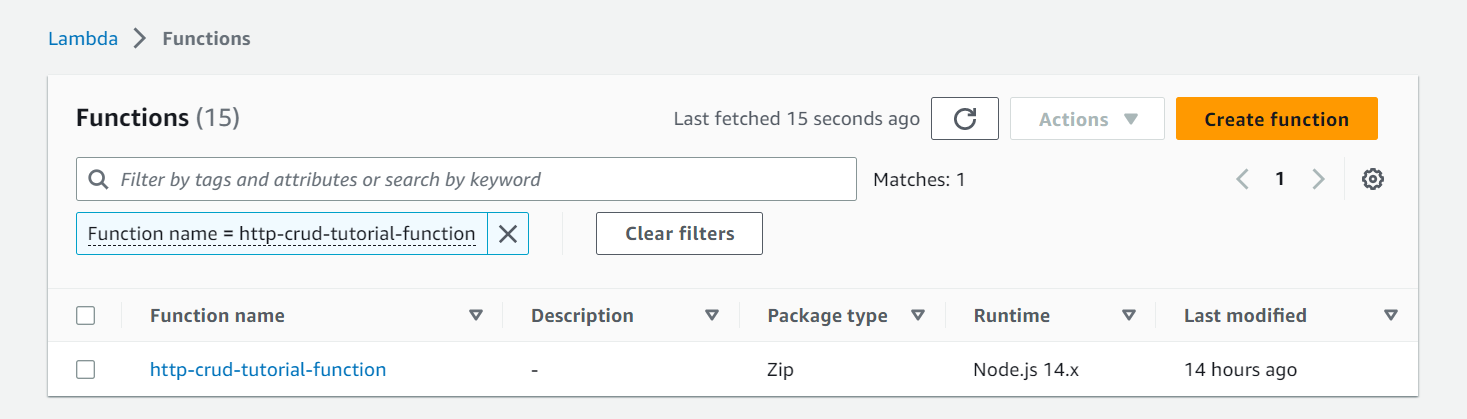 Lambda > Functions
Functions (15) Last fetched 15 seconds ago Actions Create function
Filter by tags and attributes or search by keyword Matches: 1 1
Function name = http-crud-tutorial-function Clear filters
Function name Description Package type Runtime Last modified
http-crud-tutorial-function - Zip Node.js 14.x 14 hours ago